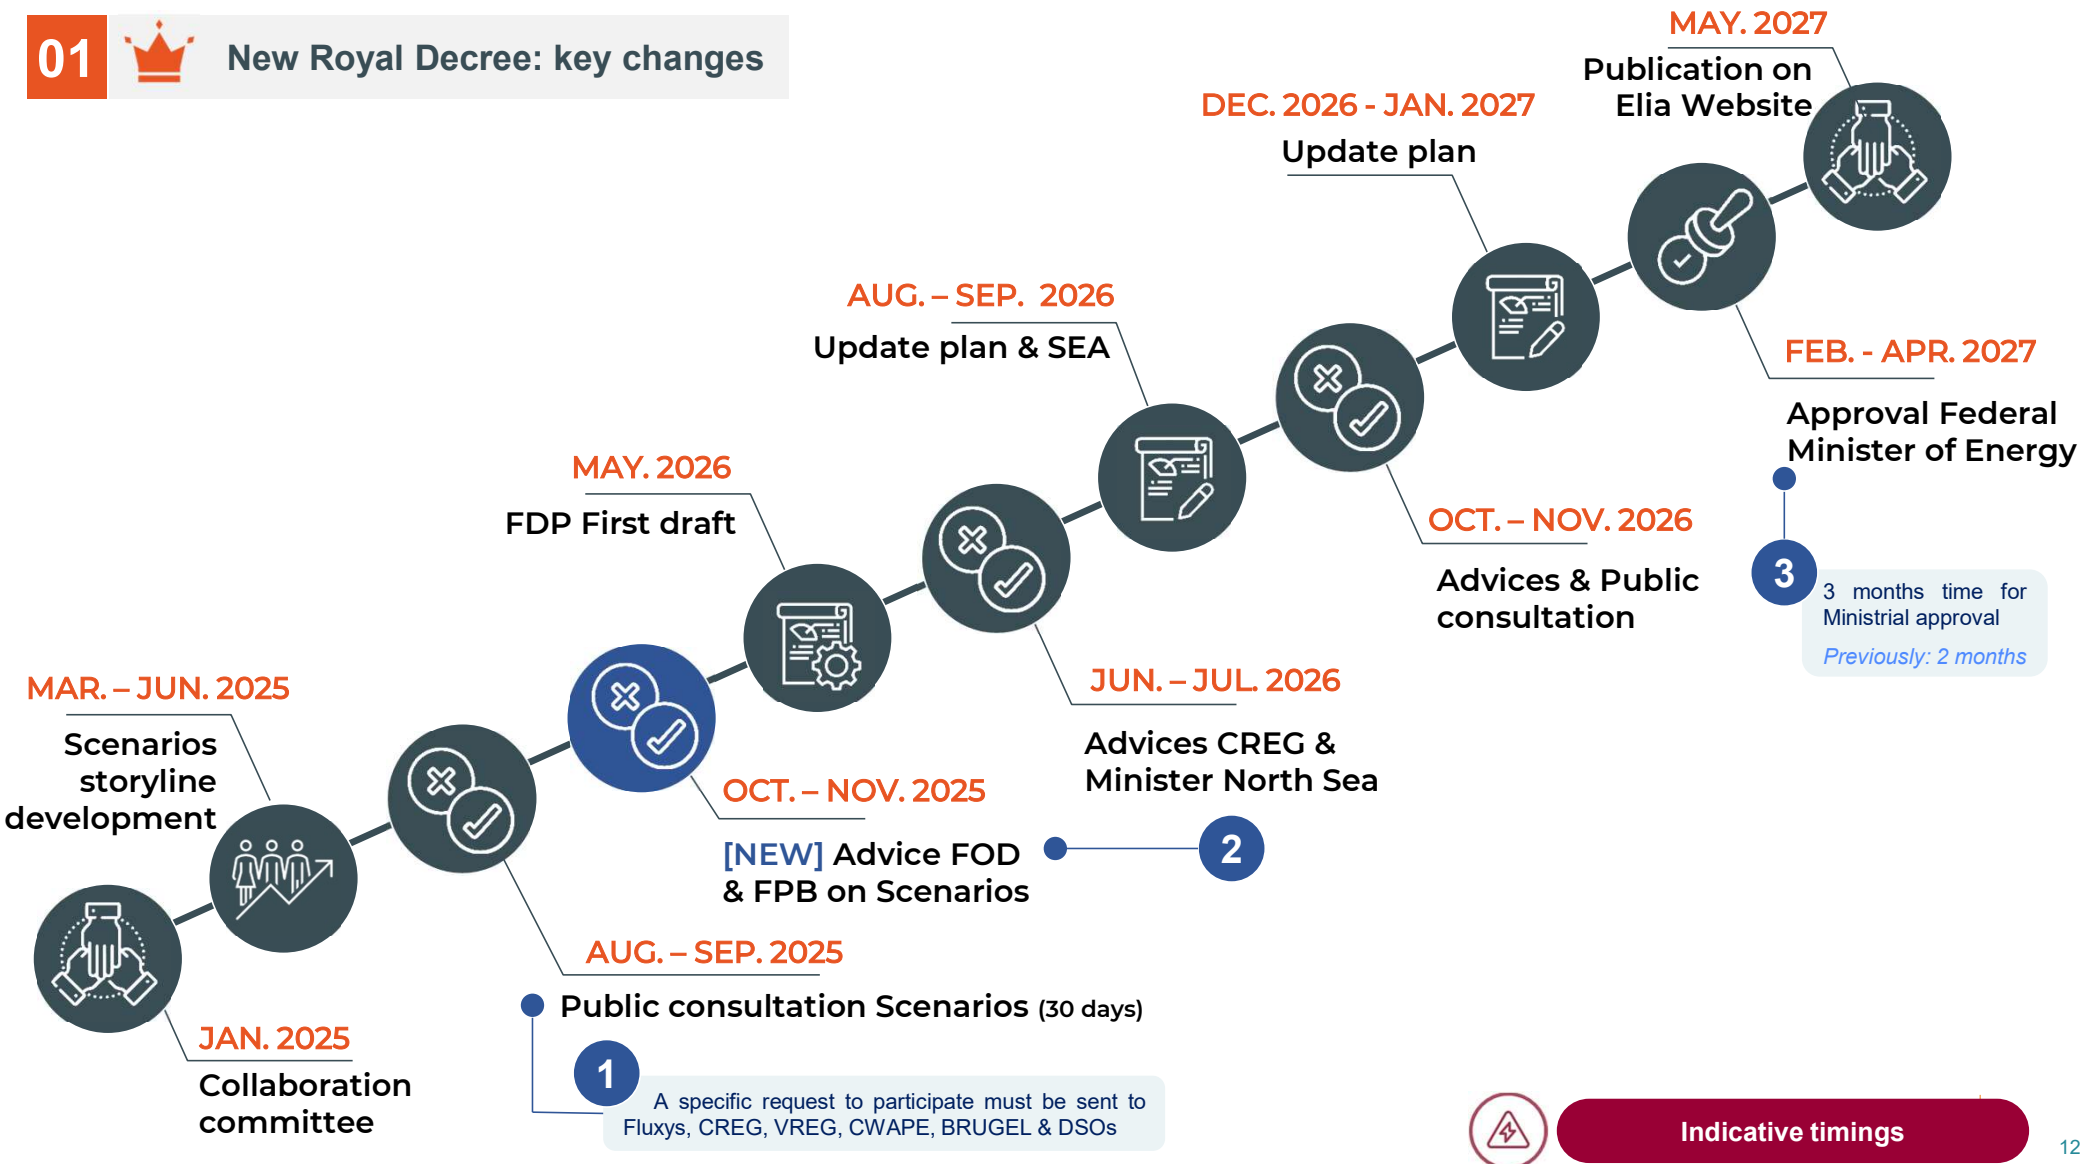 01
New Royal Decree: key changes
MAY. 2027
Publication on
Elia Website
DEC. 2026 - JAN. 2027
Update plan
AUG. – SEP.  2026
Update plan & SEA
FEB. - APR. 2027
Approval Federal
Minister of Energy
MAY. 2026
FDP First draft
OCT. – NOV. 2026
Advices & Public
consultation
3
3 months time for
Ministrial approval
Previously: 2 months
MAR. – JUN. 2025
Scenarios
storyline
development
JUN. – JUL. 2026
Advices CREG &
Minister North Sea
OCT. – NOV. 2025
[NEW] Advice FOD
& FPB on Scenarios
2
AUG. – SEP. 2025
Public consultation Scenarios (30 days)
JAN. 2025
Collaboration
committee
1
A specific request to participate must be sent to
Fluxys, CREG, VREG, CWAPE, BRUGEL & DSOs
Indicative timings
12